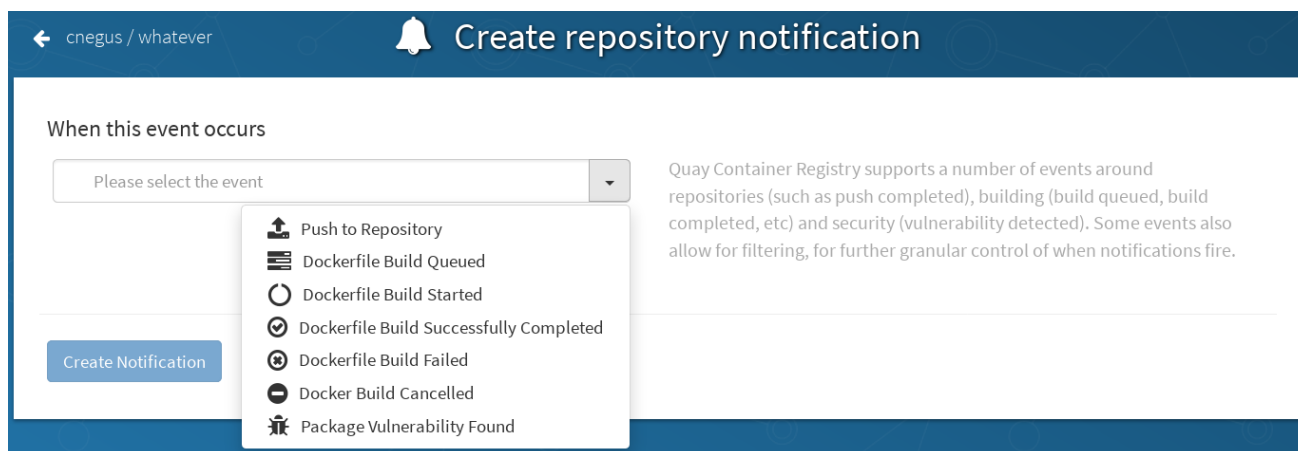 cnegus / whatever
Create repository notification
When this event occurs
Please select the event
Quay Container Registry supports a number of events around
repositories (such as push completed), building (build queued, build
completed, etc) and security (vulnerability detected). Some events also
allow for filtering, for further granular control of when notifications fire.
Push to Repository
Dockerfile Build Queued
Dockerfile Build Started
Dockerfile Build Successfully Completed
Dockerfile Build Failed
Docker Build Cancelled
Package Vulnerability Found
Create Notification